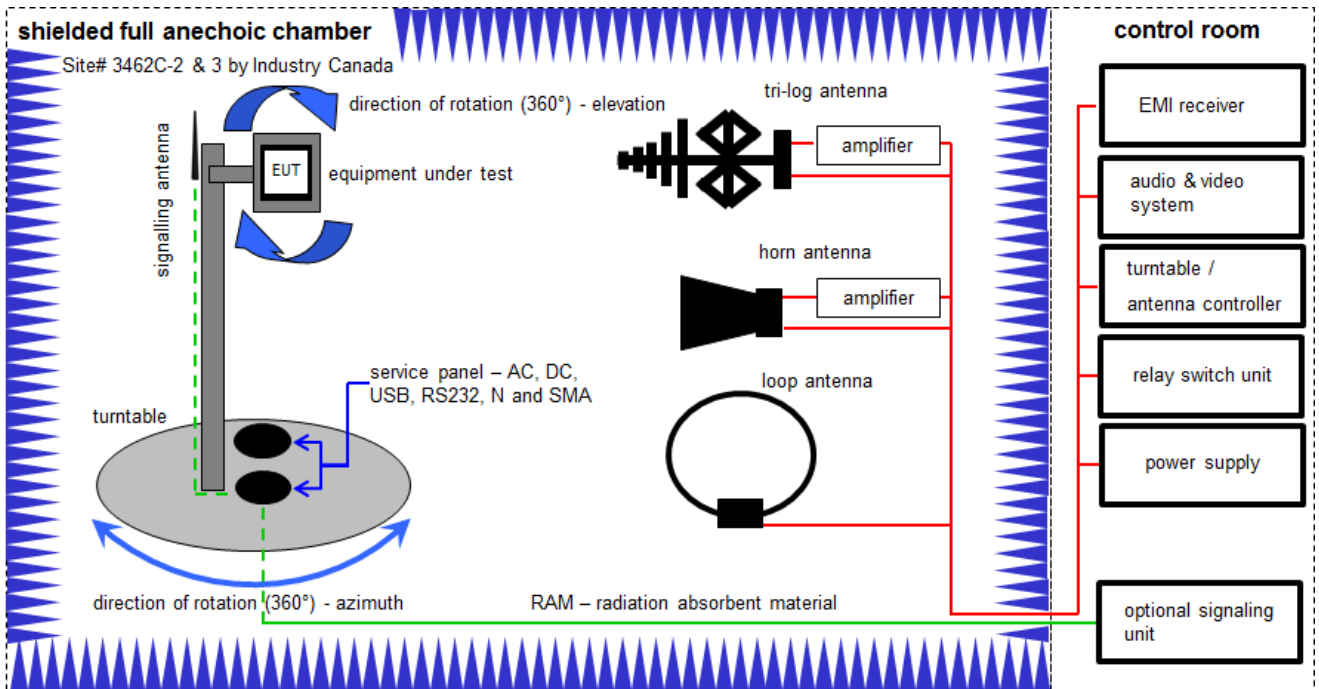 shielded full anechoic chamber
Site# 3462C-2 & 3 by Industry Canada
direction of rotation (360°) - elevation
signalling antenna
EUT
equipment under test
tri-log antenna
amplifier
horn antenna
amplifier
service panel – AC, DC,
USB, RS232, N and SMA
loop antenna
turntable
direction of rotation (360°) - azimuth
RAM – radiation absorbent material
control room
EMI receiver
audio & video
system
turntable /
antenna controller
relay switch unit
power supply
optional signaling
unit